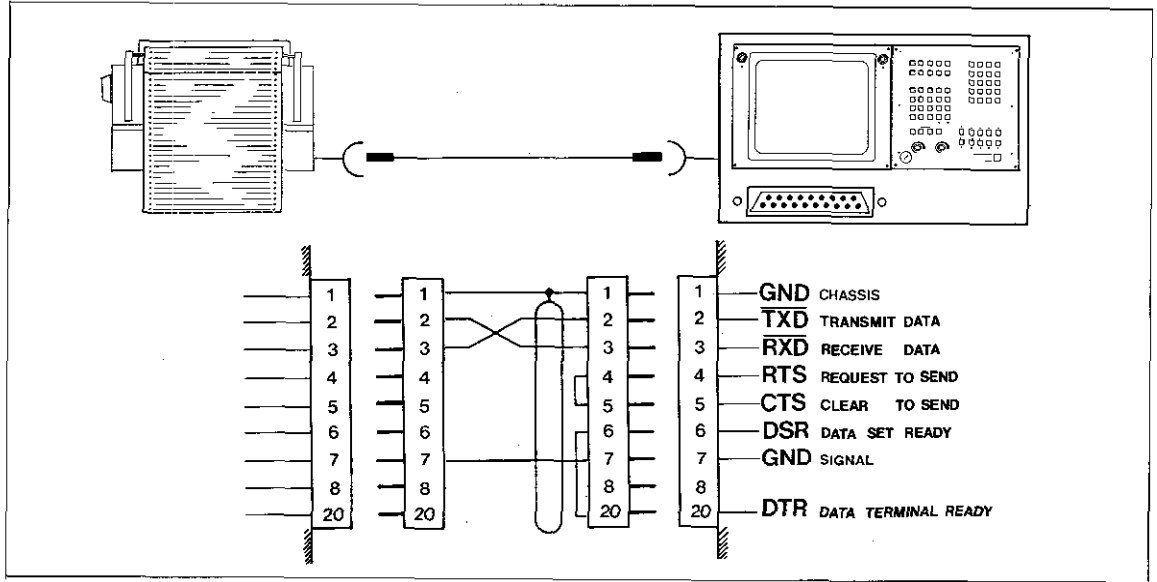 1 1 1 1 GND CHASSIS
2 2 2 2 TXD TRANSMIT DATA
3 3 3 3 RXD RECEIVE DATA
4 4 4 4 RTS REQUEST TO SEND
5 5 5 5 CTS CLEAR TO SEND
6 6 6 6 DSR DATA SET READY
7 7 7 7 GND SIGNAL
8 8 8 8
20 20 20 20 DTR DATA TERMINAL READY